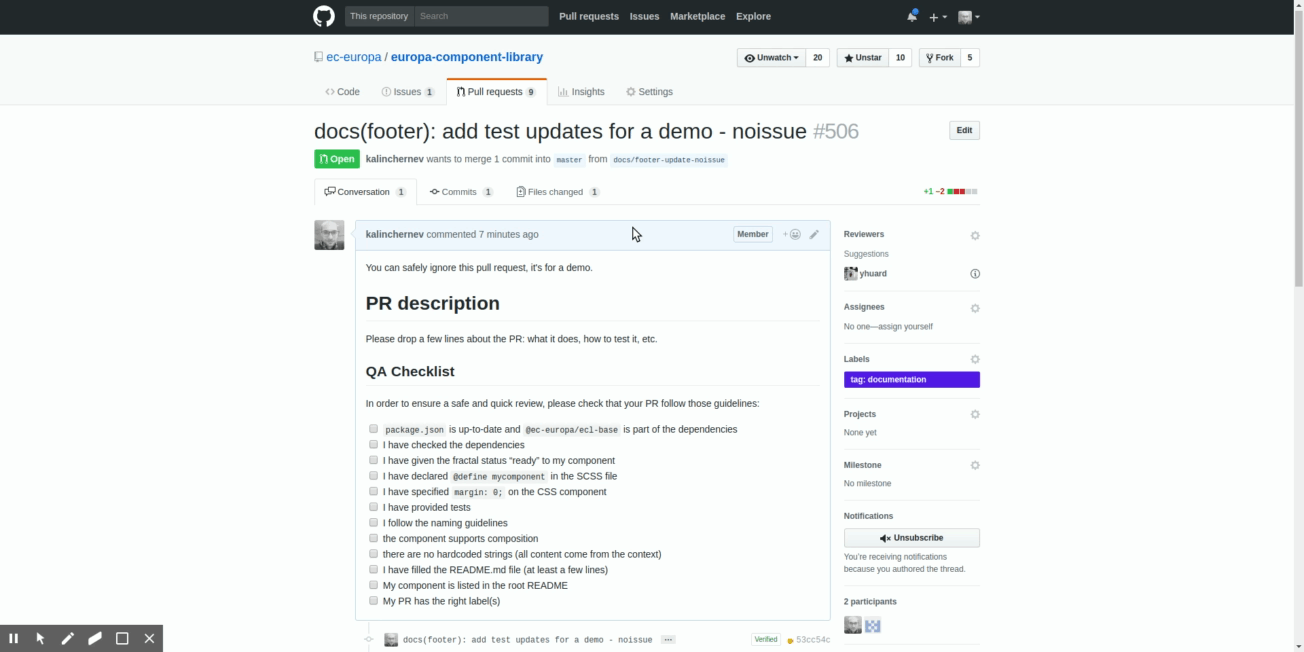 This repository Search Pull requests Issues Marketplace Explore
ec-europa / europa-component-library Unwatch 20 Unstar 10 Fork 5
Code Issues 1 Pull requests 9 Insights Settings
docs(footer): add test updates for a demo - noissue #506 Edit
Open kalinchernev wants to merge 1 commit into master from docs/footer-update-noissue
Conversation 1 Commits 1 Files changed 1 +1 −2
kalinchernev commented 7 minutes ago Member +
You can safely ignore this pull request, it's for a demo.
PR description
Please drop a few lines about the PR: what it does, how to test it, etc.
QA Checklist
In order to ensure a safe and quick review, please check that your PR follow those guidelines:
package.json is up-to-date and @ec-europa/ecl-base is part of the dependencies
I have checked the dependencies
I have given the fractal status “ready” to my component
I have declared @define mycomponent in the SCSS file
I have specified margin: 0; on the CSS component
I have provided tests
I follow the naming guidelines
the component supports composition
there are no hardcoded strings (all content come from the context)
I have filled the README.md file (at least a few lines)
My component is listed in the root README
My PR has the right label(s)
docs(footer): add test updates for a demo - noissue … Verified 53cc54c
Reviewers
Suggestions
yhuard
Assignees
No one—assign yourself
Labels
tag: documentation
Projects
None yet
Milestone
No milestone
Notifications
Unsubscribe
You're receiving notifications
because you authored the thread.
2 participants